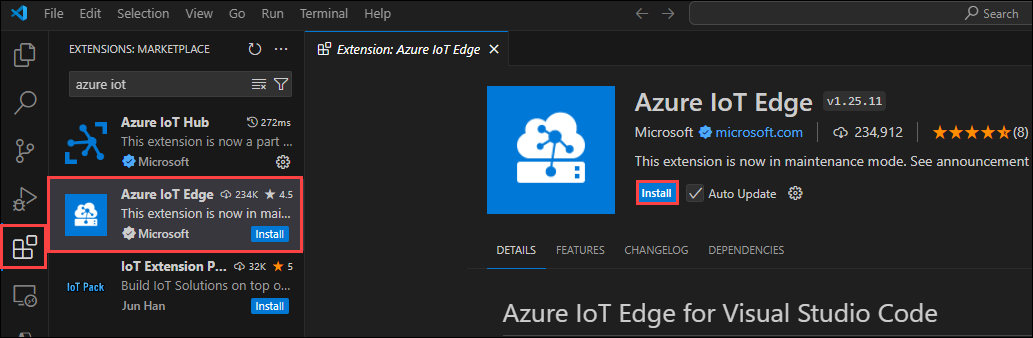 File Edit Selection View Go Run Terminal Help
Search
EXTENSIONS: MARKETPLACE
azure iot
Azure IoT Hub 272ms
This extension is now a part ...
Microsoft
Azure IoT Edge 234K 4.5
This extension is now in mai...
Microsoft Install
IoT Pack
IoT Extension P... 32K 5
Build IoT Solutions on top o...
Jun Han Install
Extension: Azure IoT Edge
Azure IoT Edge v1.25.11
Microsoft microsoft.com 234,912 (8)
This extension is now in maintenance mode. See announcement
Install Auto Update
DETAILS FEATURES CHANGELOG DEPENDENCIES
Azure IoT Edge for Visual Studio Code